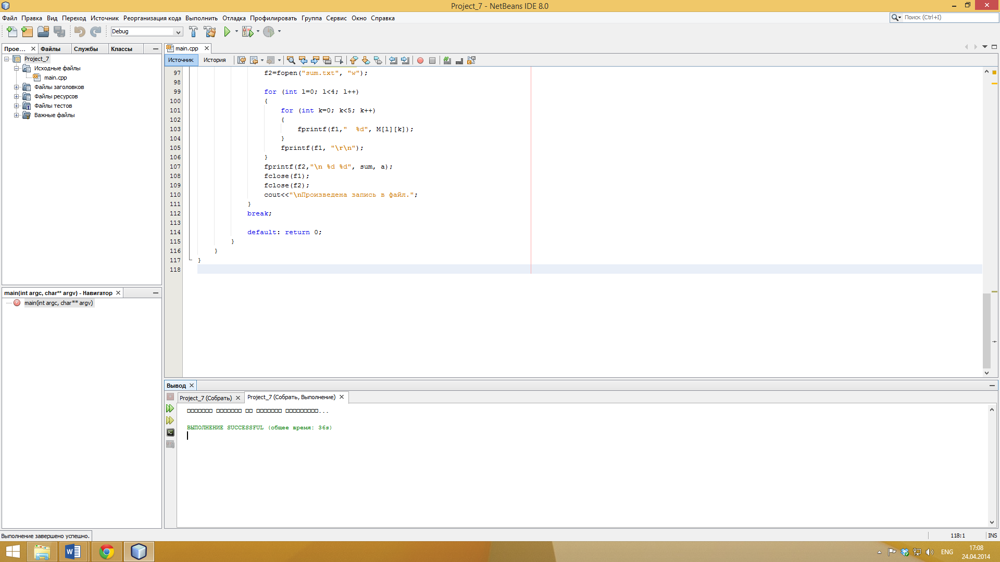 Project_7 - NetBeans IDE 8.0
Файл Правка Вид Переход Источник Реорганизация кода Выполнить Отладка Профилировать Группа Сервис Окно Справка
Поиск (Ctrl+I)
Debug
Прое... Файлы Службы Классы
Project_7
Исходные файлы
main.cpp
Файлы заголовков
Файлы ресурсов
Файлы тестов
Важные файлы
main(int argc, char** argv) - Навигатор
main(int argc, char** argv)
main.cpp
Источник История
97 f2=fopen("sum.txt", "w");
98
99 for (int l=0; l<4; l++)
100 {
101 for (int k=0; k<5; k++)
102 {
103 fprintf(f1,"  %d", M[l][k]);
104 }
105 fprintf(f1, "\r\n");
106 }
107 fprintf(f2,"\n %d %d", sum, a);
108 fclose(f1);
109 fclose(f2);
110 cout<<"\nПроизведена запись в файл.";
111 }
112 break;
113
114 default: return 0;
115 }
116 }
117 }
118
Вывод
Project_7 (Собрать) Project_7 (Собрать, Выполнение)
□□□□□□□ □□□□□□□ □□ □□□□□□□ □□□□□□□□□...
ВЫПОЛНЕНИЕ SUCCESSFUL (общее время: 36s)
Выполнение завершено успешно.
118:1 INS
ENG
17:08
24.04.2014